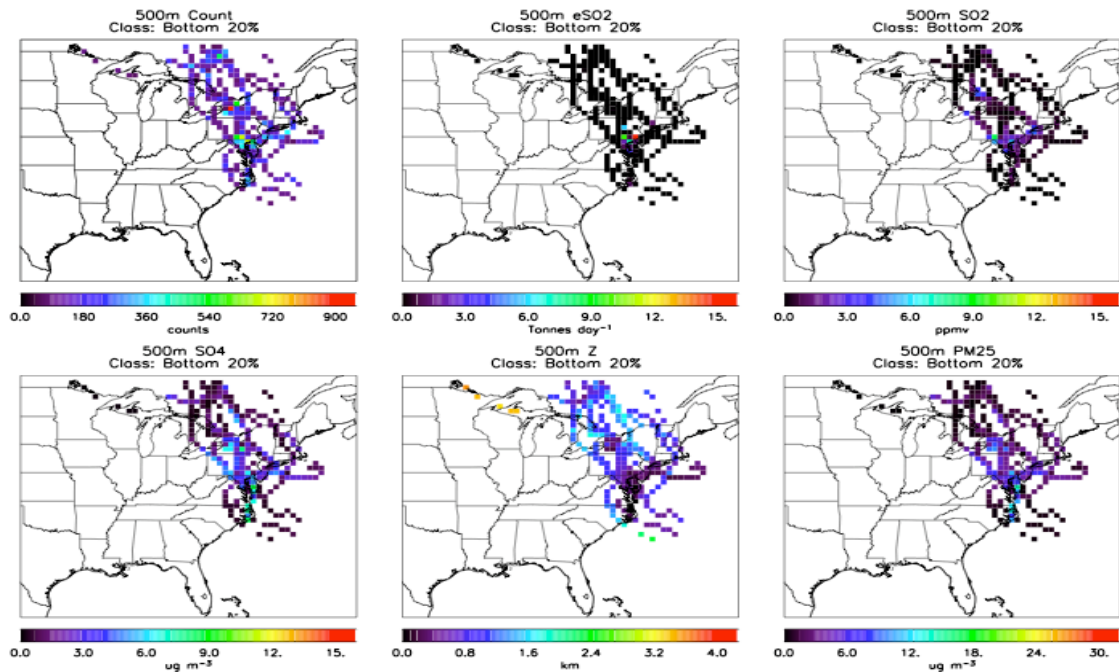 500m Count
Class: Bottom 20%
0.0 180 360 540 720 900
counts
500m eSO2
Class: Bottom 20%
0.0 3.0 6.0 9.0 12. 15.
Tonnes day⁻¹
500m SO2
Class: Bottom 20%
0.0 3.0 6.0 9.0 12. 15.
ppmv
500m SO4
Class: Bottom 20%
0.0 3.0 6.0 9.0 12. 15.
ug m⁻³
500m Z
Class: Bottom 20%
0.0 0.8 1.6 2.4 3.2 4.0
km
500m PM25
Class: Bottom 20%
0.0 6.0 12. 18. 24. 30.
ug m⁻³